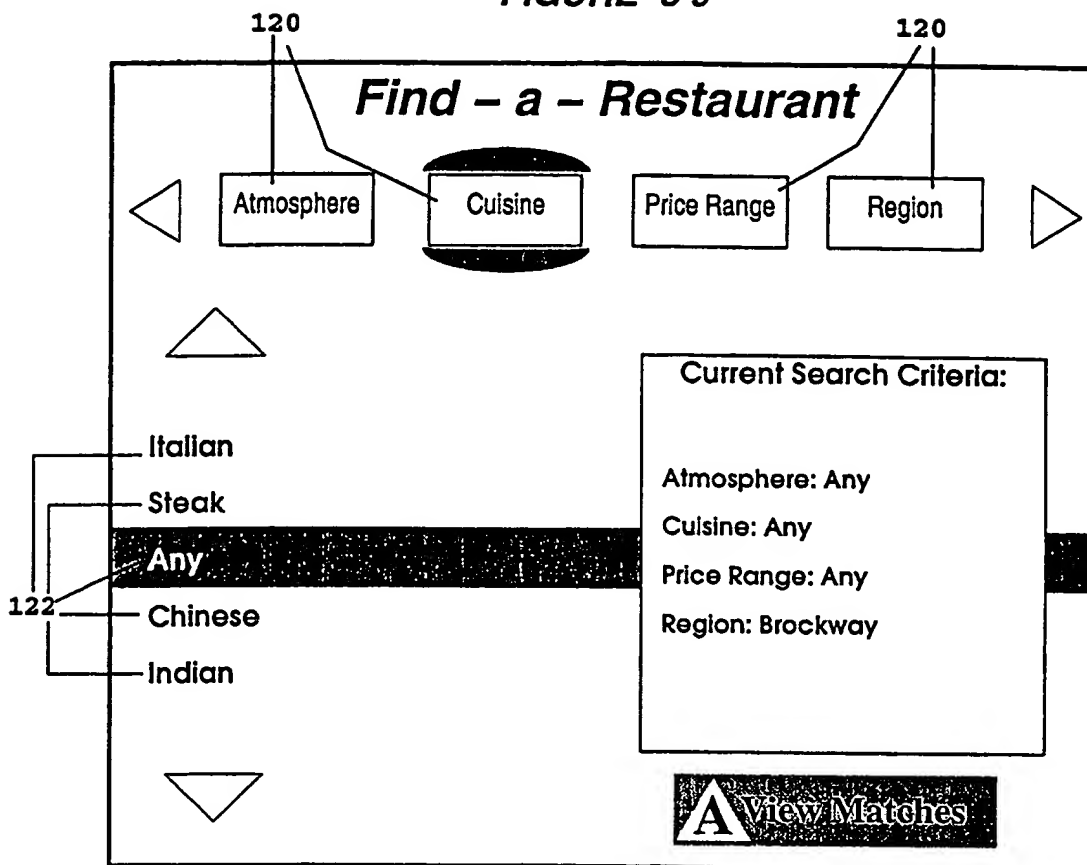 120
120
Find – a – Restaurant
Atmosphere
Cuisine
Price Range
Region
Current Search Criteria:
Italian
Steak
Any
Chinese
Indian
122
Atmosphere: Any
Cuisine: Any
Price Range: Any
Region: Brockway
A View Matches